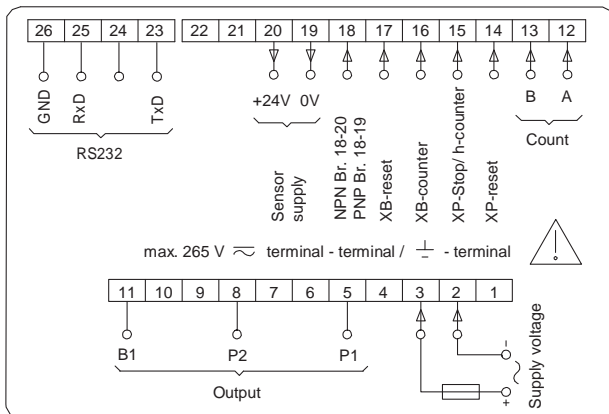 26 25 24 23 22 21 20 19 18 17 16 15 14 13 12
GND
RxD
TxD
RS232
+24V 0V
Sensor
supply
NPN Br. 18-20
PNP Br. 18-19
XB-reset
XB-counter
XP-Stop/ h-counter
XP-reset
B A
Count
max. 265 V ⏦ terminal - terminal / ⏚ - terminal
!
11 10 9 8 7 6 5 4 3 2 1
B1 P2 P1
Output
- ~ +
Supply voltage